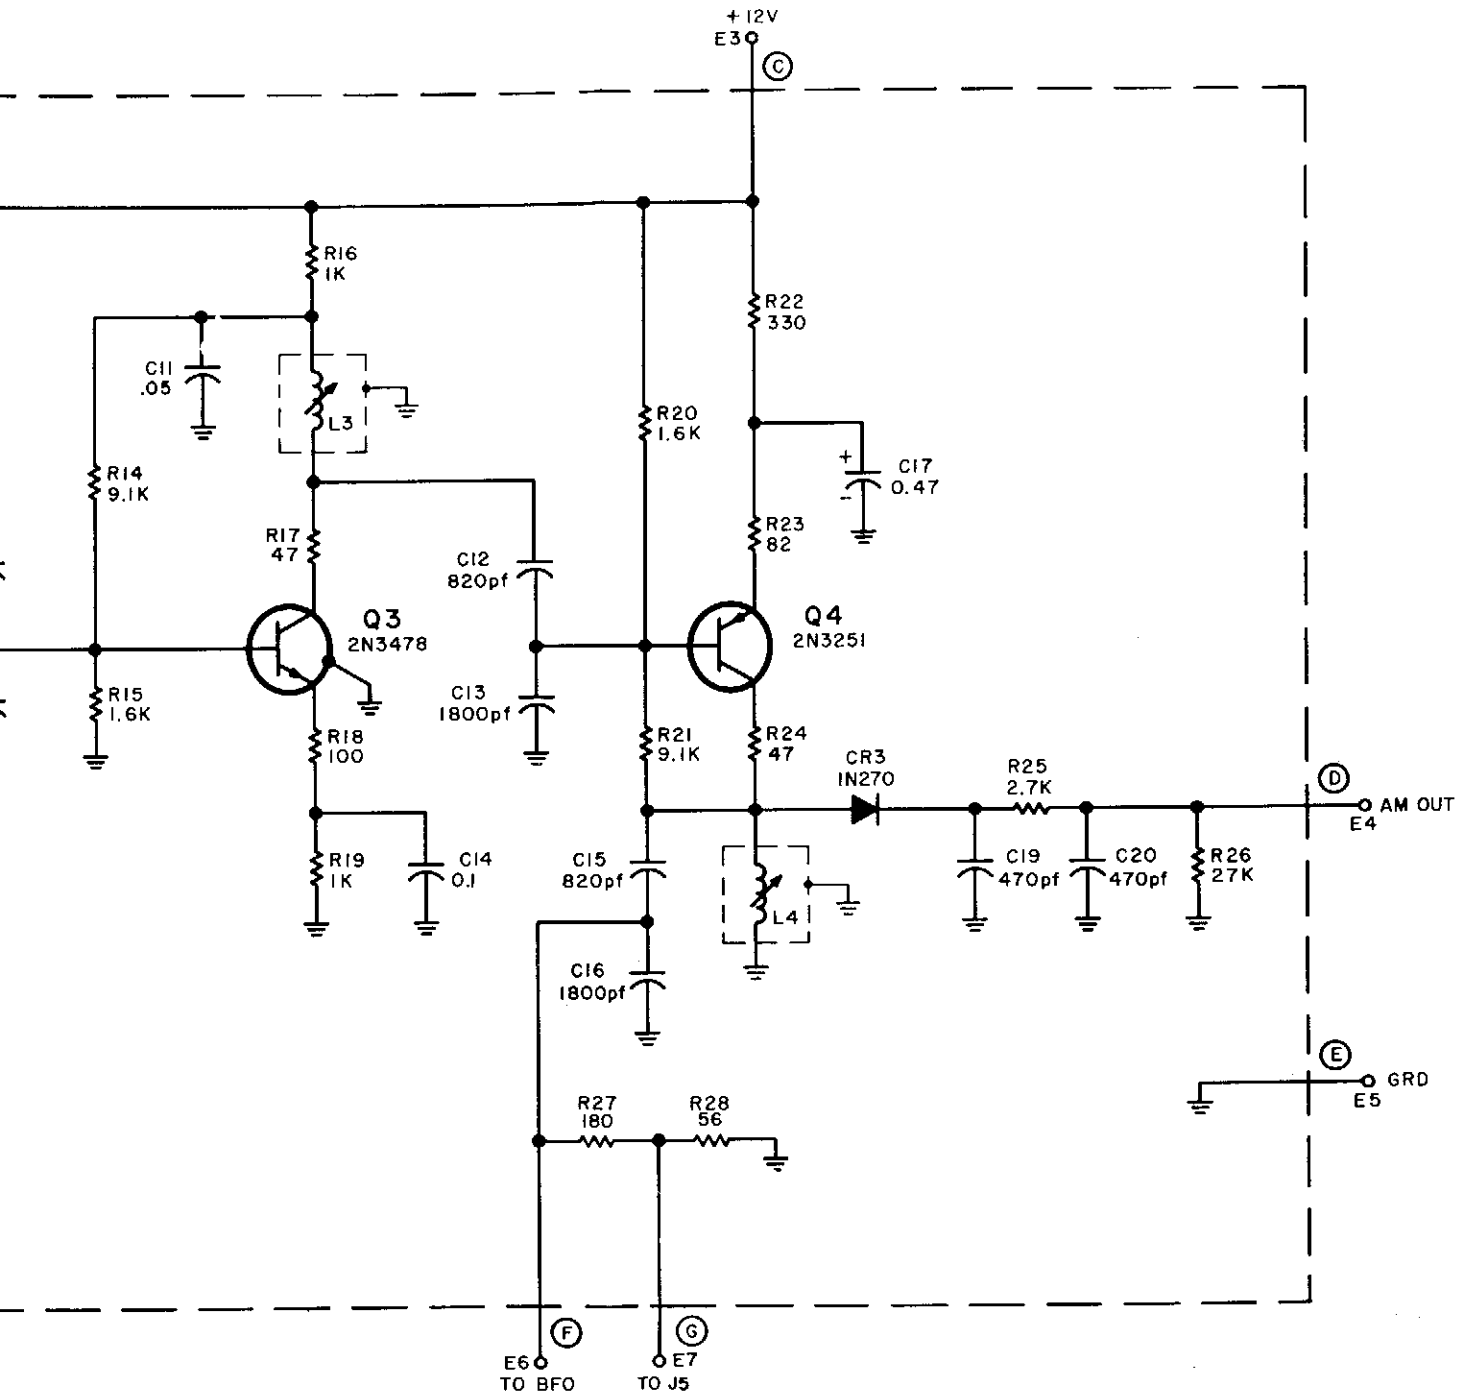 +12V
E3
C
R16
1K
R22
330
C11
.05
L3
R20
1.6K
R14
9.1K
+
C17
0.47
-
R17
47
R23
82
C12
820pf
Q3
2N3478
Q4
2N3251
R15
1.6K
C13
1800pf
R18
100
R21
9.1K
R24
47
CR3
1N270
R25
2.7K
D
AM OUT
E4
R19
1K
C14
0.1
C15
820pf
L4
C19
470pf
C20
470pf
R26
27K
C16
1800pf
E
GRD
E5
R27
180
R28
56
F
G
E6
TO BFO
E7
TO J5